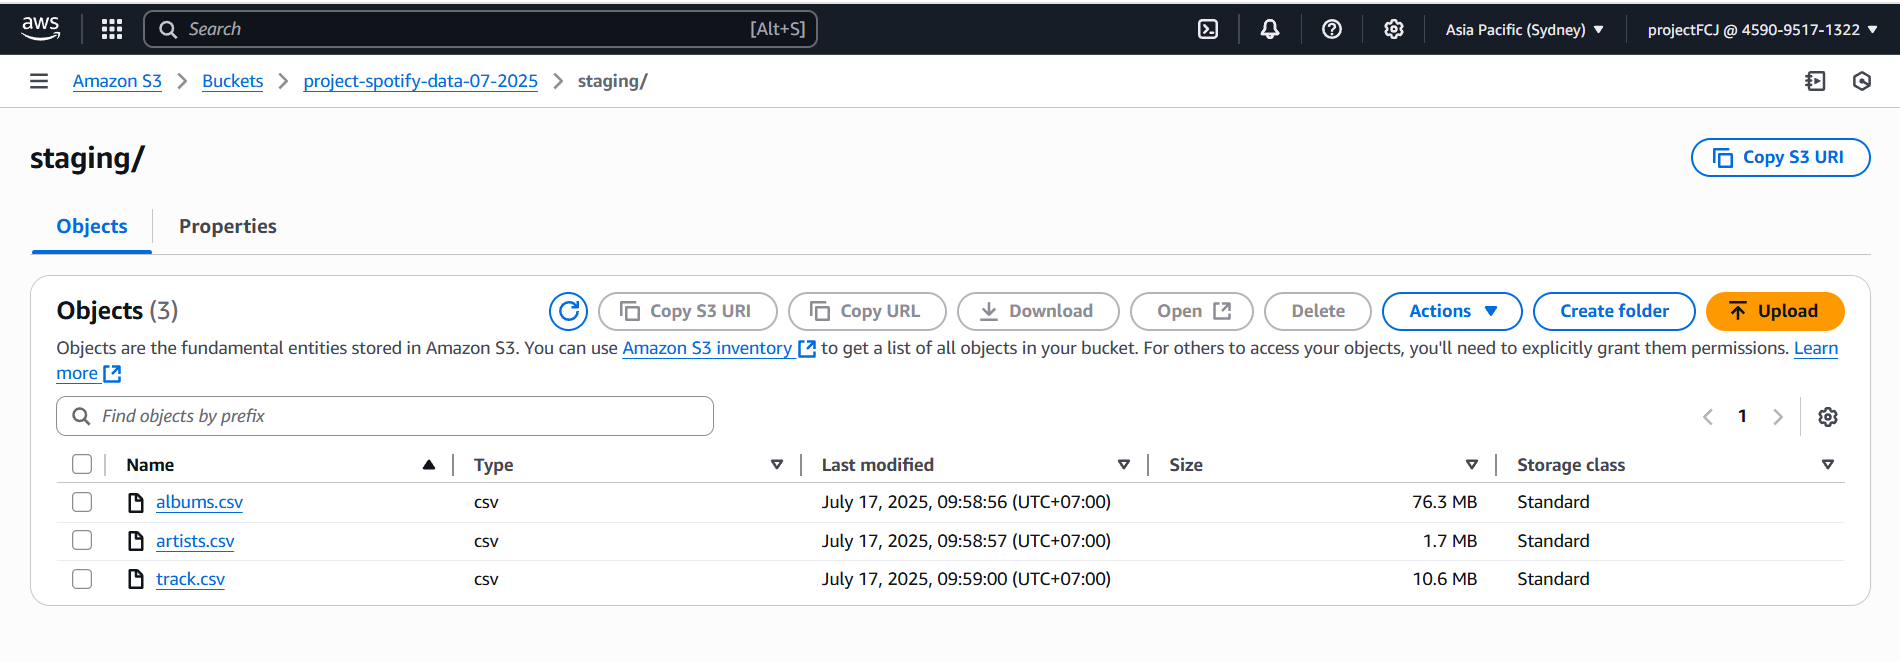 aws Search [Alt+S] Asia Pacific (Sydney) projectFCJ @ 4590-9517-1322
Amazon S3 Buckets project-spotify-data-07-2025 staging/
staging/
Copy S3 URI
Objects Properties
Objects (3) Copy S3 URI Copy URL Download Open Delete Actions Create folder Upload
Objects are the fundamental entities stored in Amazon S3. You can use Amazon S3 inventory to get a list of all objects in your bucket. For others to access your objects, you'll need to explicitly grant them permissions. Learn
more
Find objects by prefix 1
Name Type Last modified Size Storage class
albums.csv csv July 17, 2025, 09:58:56 (UTC+07:00) 76.3 MB Standard
artists.csv csv July 17, 2025, 09:58:57 (UTC+07:00) 1.7 MB Standard
track.csv csv July 17, 2025, 09:59:00 (UTC+07:00) 10.6 MB Standard